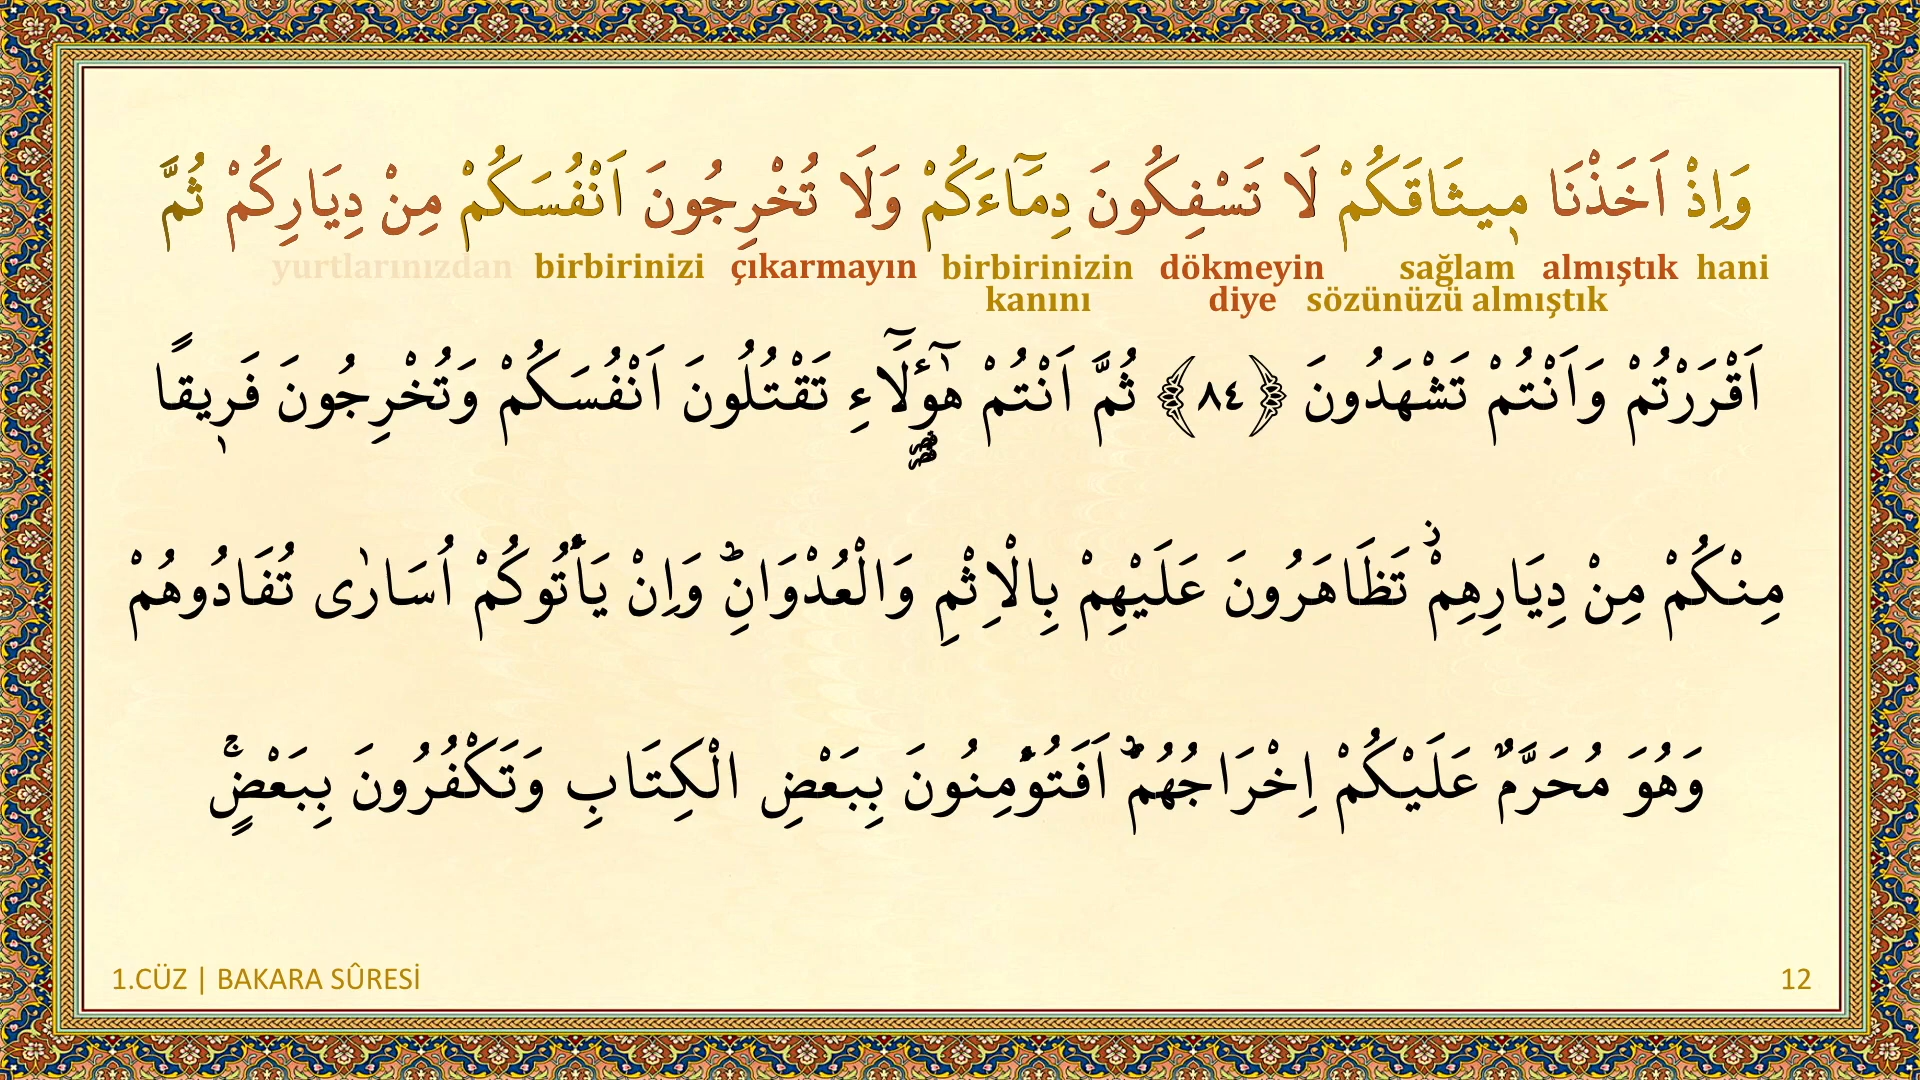 وَاِذْ اَخَذْنَا م۪يثَاقَكُمْ لَا تَسْفِكُونَ دِمَٓاءَكُمْ وَلَا تُخْرِجُونَ اَنْفُسَكُمْ مِنْ دِيَارِكُمْ ثُمَّ
yurtlarınızdan birbirinizi çıkarmayın birbirinizin dökmeyin sağlam almıştık hani
kanını diye sözünüzü almıştık
اَقْرَرْتُمْ وَاَنْتُمْ تَشْهَدُونَ ﴿٨٤﴾ ثُمَّ اَنْتُمْ هٰٓؤُ۬لَٓاءِ تَقْتُلُونَ اَنْفُسَكُمْ وَتُخْرِجُونَ فَر۪يقًا
مِنْكُمْ مِنْ دِيَارِهِمْۘ تَظَاهَرُونَ عَلَيْهِمْ بِالْاِثْمِ وَالْعُدْوَانِۜ وَاِنْ يَأْتُوكُمْ اُسَارٰى تُفَادُوهُمْ
وَهُوَ مُحَرَّمٌ عَلَيْكُمْ اِخْرَاجُهُمْۜ اَفَتُؤْمِنُونَ بِبَعْضِ الْكِتَابِ وَتَكْفُرُونَ بِبَعْضٍۚ
1.CÜZ | BAKARA SÛRESİ 12